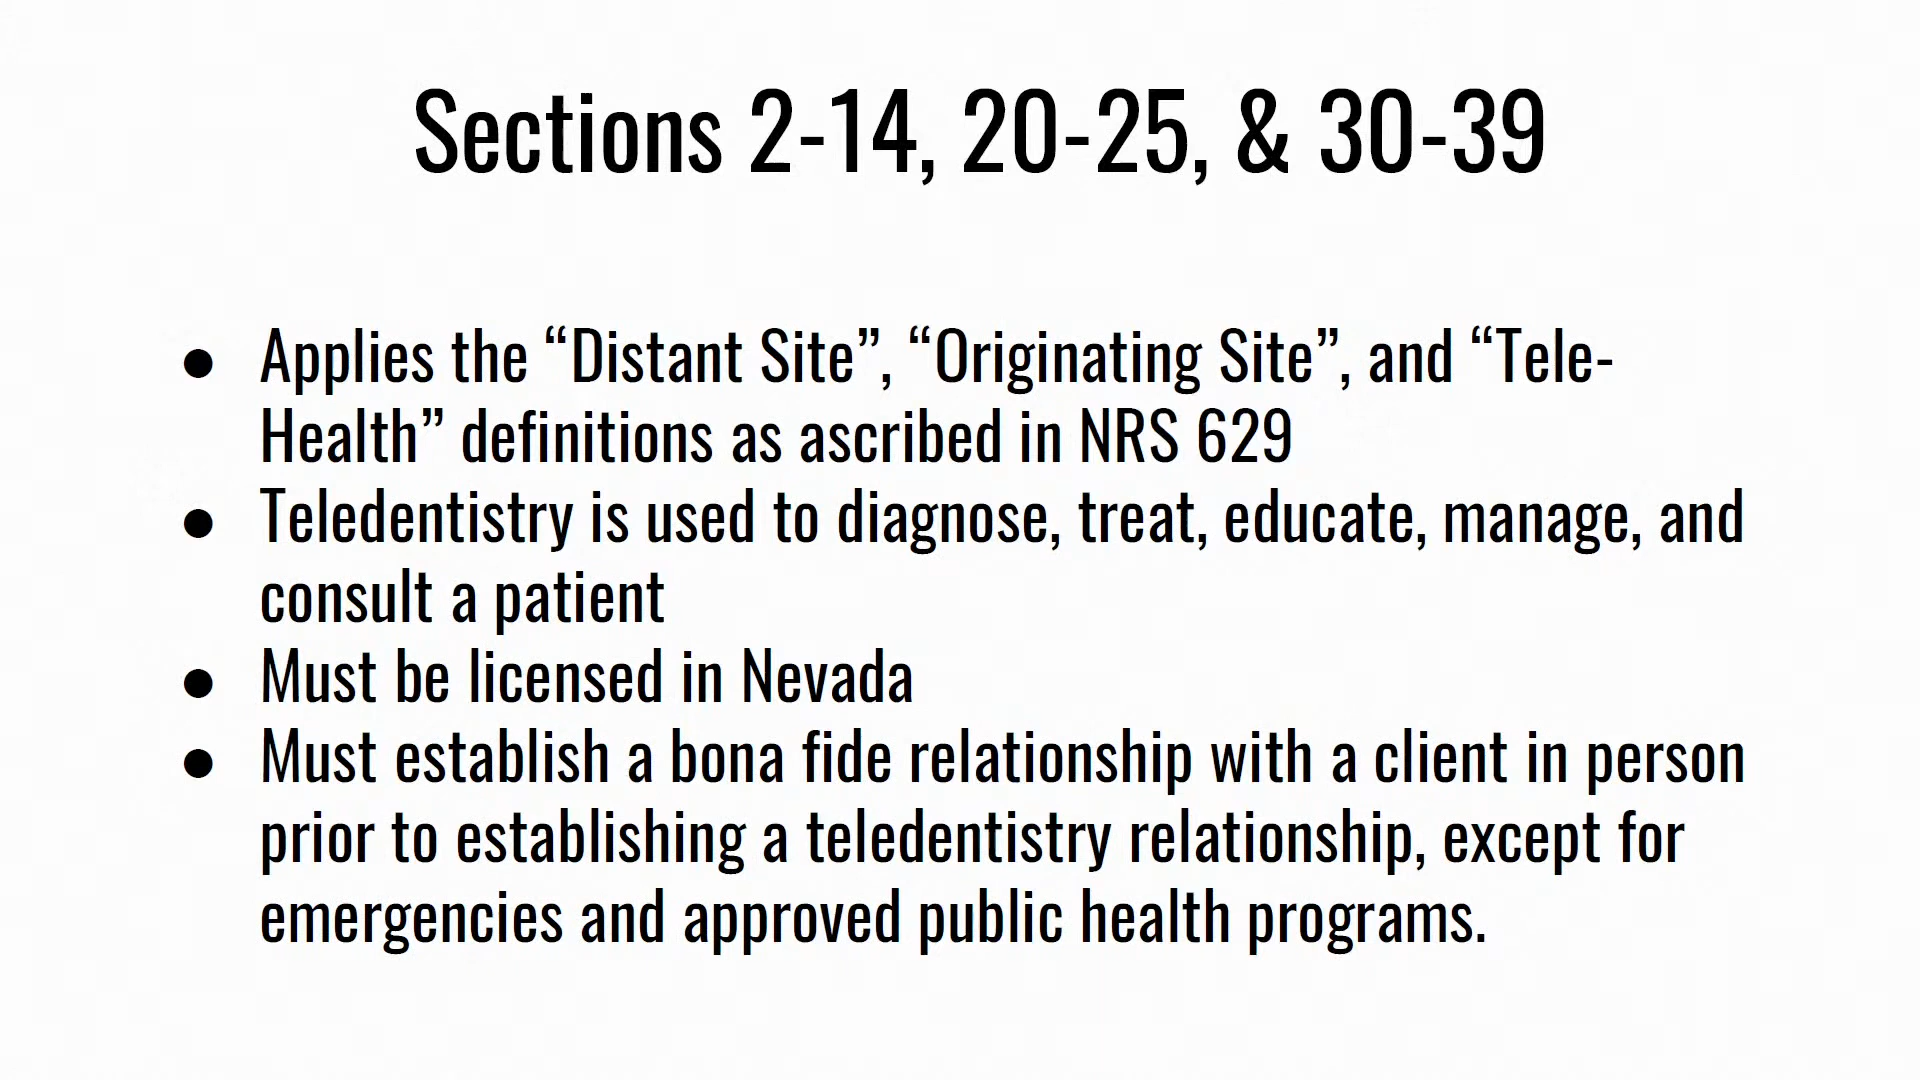 Sections 2-14, 20-25, & 30-39
● Applies the “Distant Site”, “Originating Site”, and “Tele-
Health” definitions as ascribed in NRS 629
● Teledentistry is used to diagnose, treat, educate, manage, and
consult a patient
● Must be licensed in Nevada
● Must establish a bona fide relationship with a client in person
prior to establishing a teledentistry relationship, except for
emergencies and approved public health programs.